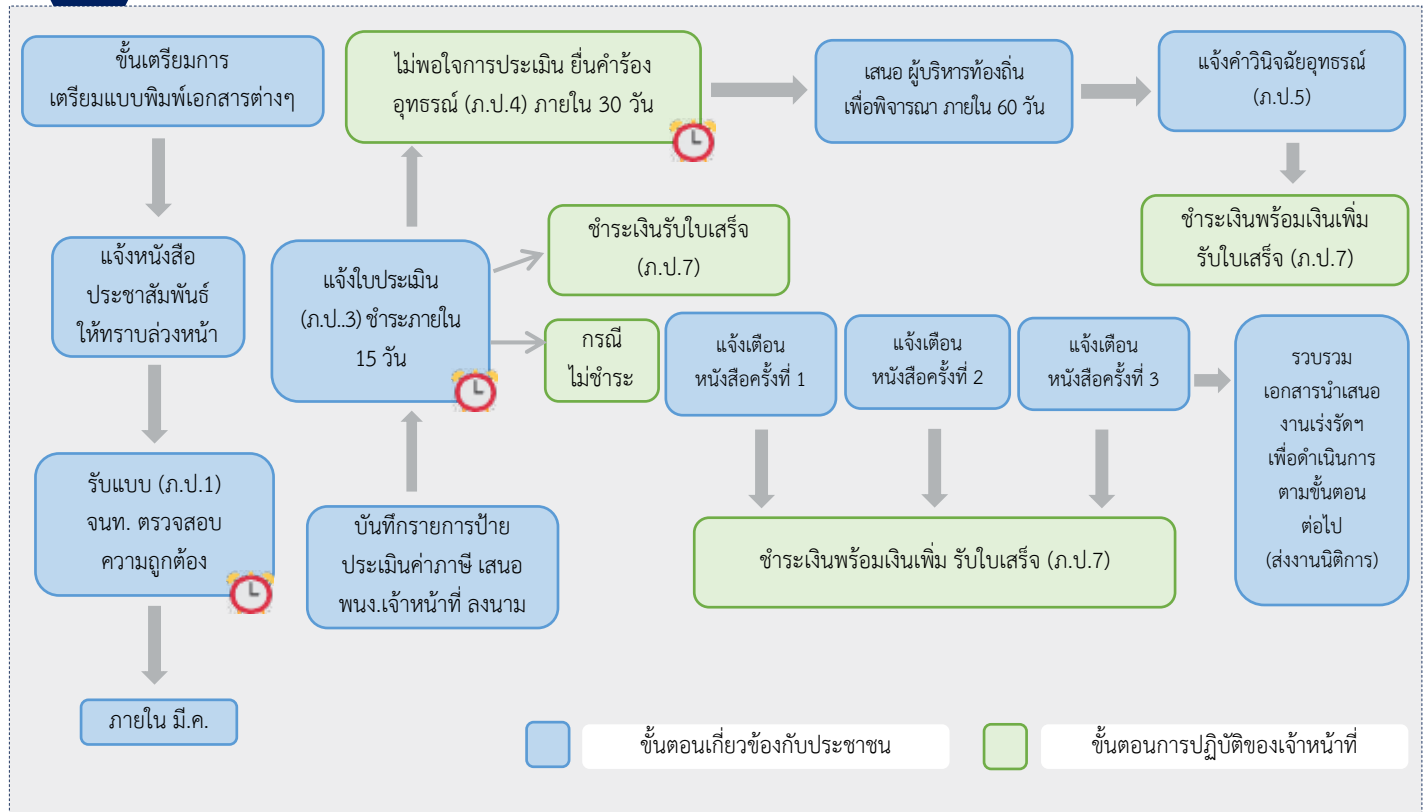 ขั้นเตรียมการ
เตรียมแบบพิมพ์เอกสารต่างๆ
ไม่พอใจการประเมิน ยื่นคำร้อง
อุทธรณ์ (ภ.ป.4) ภายใน 30 วัน
เสนอ ผู้บริหารท้องถิ่น
เพื่อพิจารณา ภายใน 60 วัน
แจ้งคำวินิจฉัยอุทธรณ์
(ภ.ป.5)
ชำระเงินพร้อมเงินเพิ่ม
รับใบเสร็จ (ภ.ป.7)
แจ้งหนังสือ
ประชาสัมพันธ์
ให้ทราบล่วงหน้า
แจ้งใบประเมิน
(ภ.ป..3) ชำระภายใน
15 วัน
ชำระเงินรับใบเสร็จ
(ภ.ป.7)
กรณี
ไม่ชำระ
แจ้งเตือน
หนังสือครั้งที่ 1
แจ้งเตือน
หนังสือครั้งที่ 2
แจ้งเตือน
หนังสือครั้งที่ 3
รวบรวม
เอกสารนำเสนอ
งานเร่งรัดฯ
เพื่อดำเนินการ
ตามขั้นตอน
ต่อไป
(ส่งงานนิติการ)
รับแบบ (ภ.ป.1)
จนท. ตรวจสอบ
ความถูกต้อง
บันทึกรายการป้าย
ประเมินค่าภาษี เสนอ
พนง.เจ้าหน้าที่ ลงนาม
ชำระเงินพร้อมเงินเพิ่ม รับใบเสร็จ (ภ.ป.7)
ภายใน มี.ค.
ขั้นตอนเกี่ยวข้องกับประชาชน
ขั้นตอนการปฏิบัติของเจ้าหน้าที่